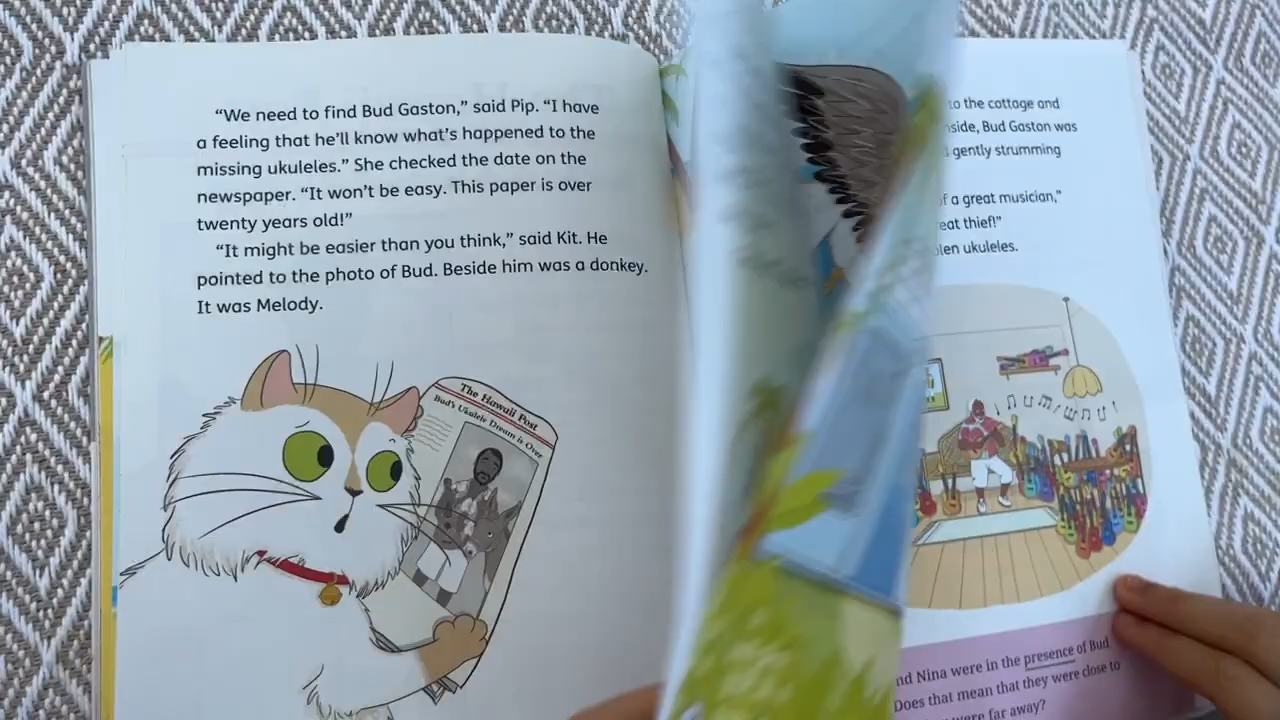 “We need to find Bud Gaston,” said Pip. “I have
a feeling that he’ll know what’s happened to the
missing ukuleles.” She checked the date on the
newspaper. “It won’t be easy. This paper is over
twenty years old!”
“It might be easier than you think,” said Kit. He
pointed to the photo of Bud. Beside him was a donkey.
It was Melody.
The Hawaii Post
Bud’s Ukulele Dream is Over
to the cottage and
Bud Gaston was
gently strumming
of a great musician,”
thief!”
ukuleles.
Nina were in the presence of Bud
Does that mean that they were close to
were far away?